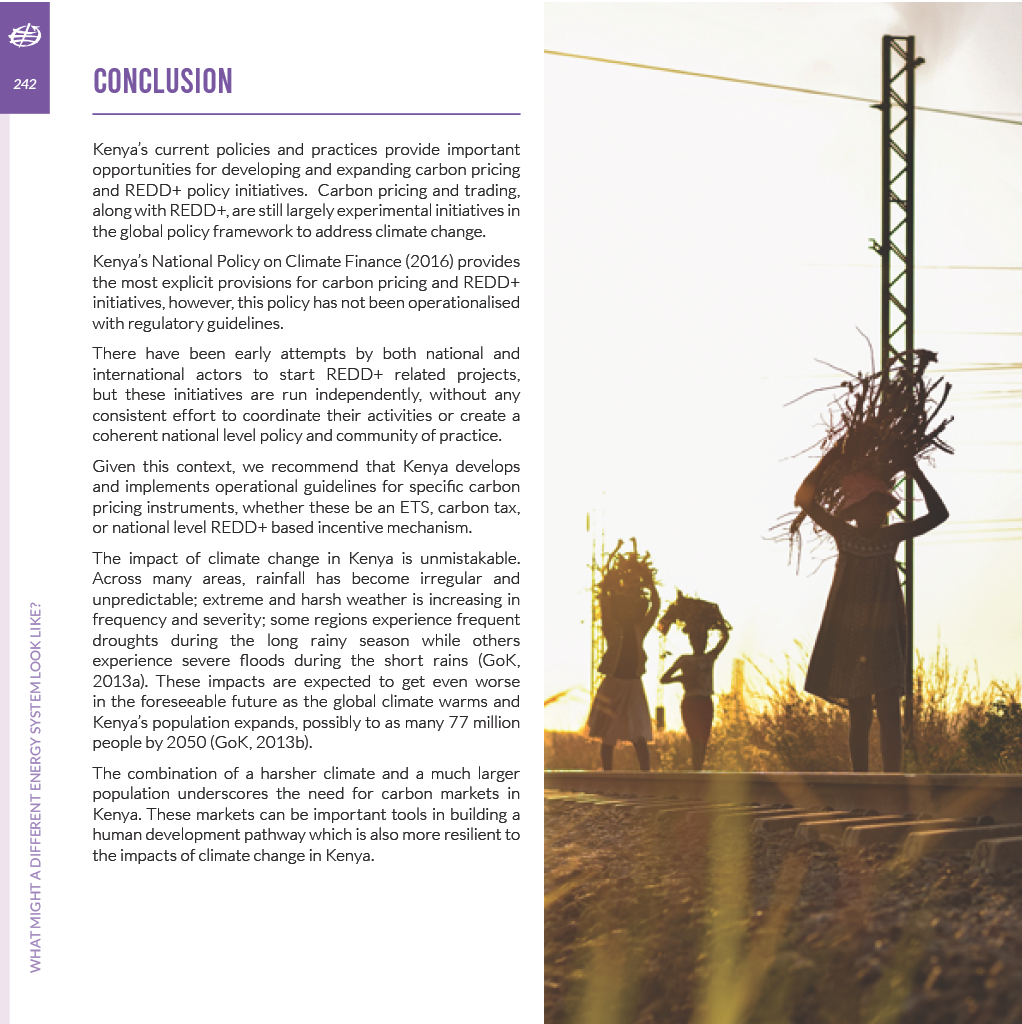 242
CONCLUSION
Kenya's current policies and practices provide important
opportunities for developing and expanding carbon pricing
and REDD+ policy initiatives. Carbon pricing and trading,
along with REDD+, are still largely experimental initiatives in
the global policy framework to address climate change.
Kenya's National Policy on Climate Finance (2016) provides
the most explicit provisions for carbon pricing and REDD+
initiatives, however, this policy has not been operationalised
with regulatory guidelines.
There have been early attempts by both national and
international actors to start REDD+ related projects,
but these initiatives are run independently, without any
consistent effort to coordinate their activities or create a
coherent national level policy and community of practice.
Given this context, we recommend that Kenya develops
and implements operational guidelines for specific carbon
pricing instruments, whether these be an ETS, carbon tax,
or national level REDD+ based incentive mechanism.
The impact of climate change in Kenya is unmistakable.
Across many areas, rainfall has become irregular and
unpredictable; extreme and harsh weather is increasing in
frequency and severity; some regions experience frequent
droughts during the long rainy season while others
experience severe floods during the short rains (GoK,
2013a). These impacts are expected to get even worse
in the foreseeable future as the global climate warms and
Kenya's population expands, possibly to as many 77 million
people by 2050 (GoK, 2013b).
The combination of a harsher climate and a much larger
population underscores the need for carbon markets in
Kenya. These markets can be important tools in building a
human development pathway which is also more resilient to
the impacts of climate change in Kenya.
WHAT MIGHT A DIFFERENT ENERGY SYSTEM LOOK LIKE?